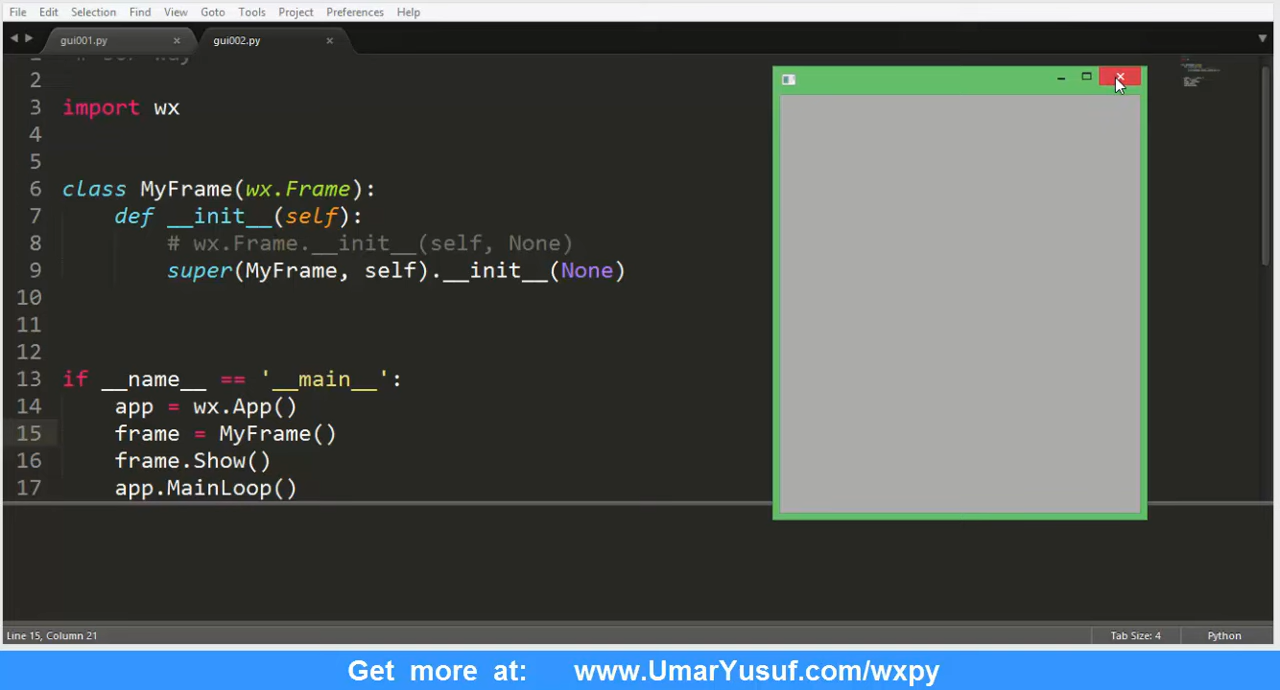 File Edit Selection Find View Goto Tools Project Preferences Help
gui001.py gui002.py
1
2
3 import wx
4
5
6 class MyFrame(wx.Frame):
7 def __init__(self):
8 # wx.Frame.__init__(self, None)
9 super(MyFrame, self).__init__(None)
10
11
12
13 if __name__ == '__main__':
14 app = wx.App()
15 frame = MyFrame()
16 frame.Show()
17 app.MainLoop()
Line 15, Column 21 Tab Size: 4 Python
Get more at: www.UmarYusuf.com/wxpy